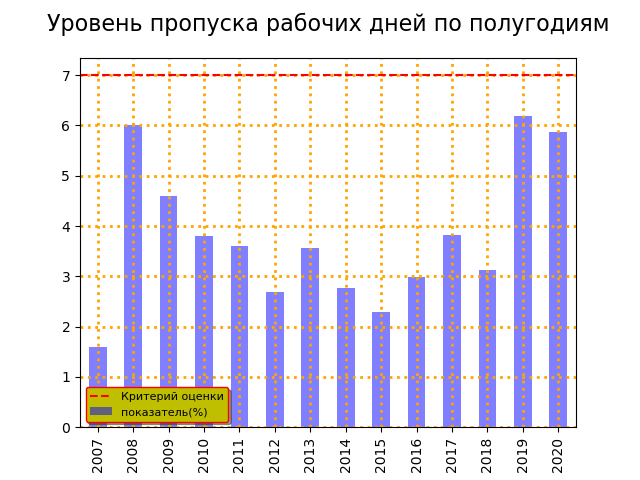 Уровень пропуска рабочих дней по полугодиям
7
6
5
4
3
2
1
0
Критерий оценки
показатель(%)
2007 2008 2009 2010 2011 2012 2013 2014 2015 2016 2017 2018 2019 2020